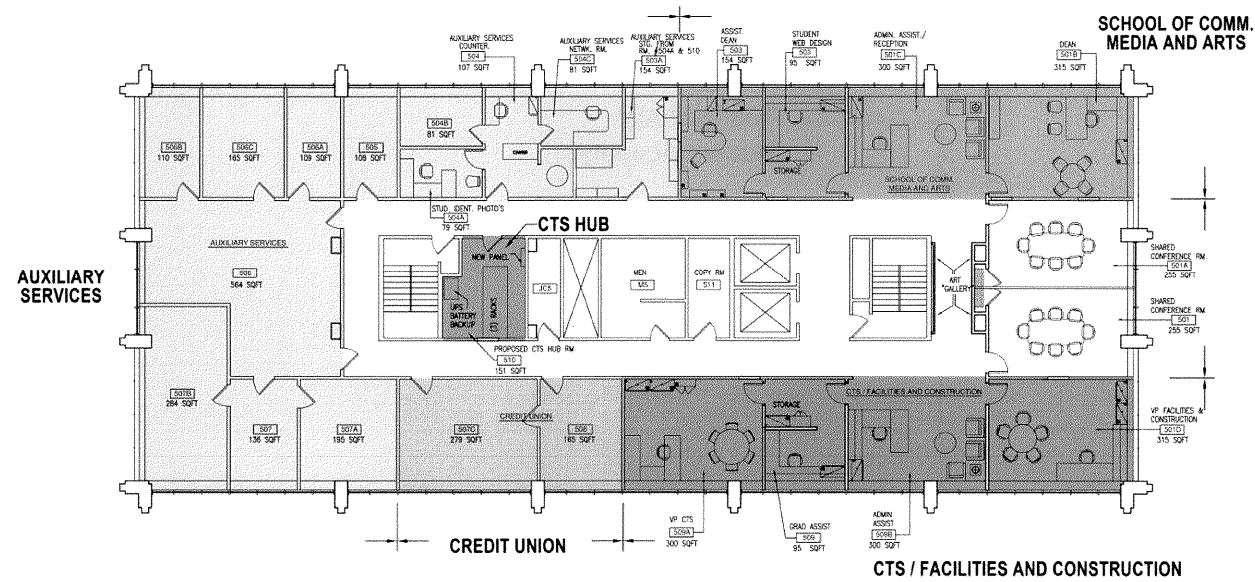 SCHOOL OF COMM.
MEDIA AND ARTS
AUXILIARY SERVICES
COUNTER.
504
107 SQFT
AUXILIARY SERVICES
NETWK. RM.
504C
81 SQFT
AUXILIARY SERVICES
STG. FROM
RM. #504A & 510
503A
154 SQFT
ASSIST.
DEAN
503
154 SQFT
STUDENT
WEB DESIGN
503
95 SQFT
ADMIN. ASSIST./
RECEPTION
501C
300 SQFT
DEAN
501B
315 SQFT
506B
110 SQFT
506C
165 SQFT
506A
109 SQFT
505
108 SQFT
504B
81 SQFT
STORAGE
SCHOOL OF COMM.
MEDIA AND ARTS
STUD. IDENT. PHOTO'S
504A
79 SQFT
CTS HUB
NEW PANEL
AUXILIARY SERVICES
506
564 SQFT
AUXILIARY
SERVICES
UPS
BATTERY
BACKUP
(3) RACKS
JC5
MEN
M5
COPY RM
511
ART
"GALLERY"
SHARED
CONFERENCE RM.
501A
255 SQFT
SHARED
CONFERENCE RM.
501
255 SQFT
PROPOSED CTS HUB RM
510
151 SQFT
507B
284 SQFT
507
136 SQFT
507A
195 SQFT
507C
279 SQFT
CREDIT UNION
508
165 SQFT
STORAGE
CTS / FACILITIES AND CONSTRUCTION
VP FACILITIES &
CONSTRUCTION
501D
315 SQFT
VP CTS
509A
300 SQFT
GRAD ASSIST
509
95 SQFT
ADMIN
ASSIST
509B
300 SQFT
CREDIT UNION
CTS / FACILITIES AND CONSTRUCTION